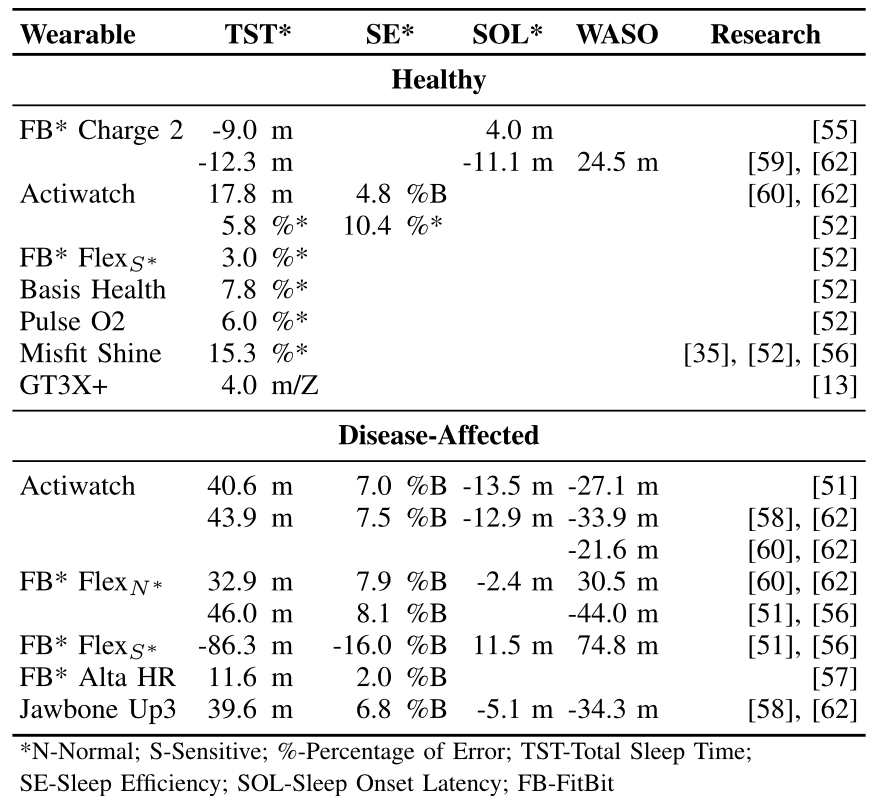 Wearable TST* SE* SOL* WASO Research
Healthy
FB* Charge 2 -9.0 m 4.0 m [55]
-12.3 m -11.1 m 24.5 m [59], [62]
Actiwatch 17.8 m 4.8 %B [60], [62]
5.8 %* 10.4 %* [52]
FB* Flex_S* 3.0 %* [52]
Basis Health 7.8 %* [52]
Pulse O2 6.0 %* [52]
Misfit Shine 15.3 %* [35], [52], [56]
GT3X+ 4.0 m/Z [13]
Disease-Affected
Actiwatch 40.6 m 7.0 %B -13.5 m -27.1 m [51]
43.9 m 7.5 %B -12.9 m -33.9 m [58], [62]
-21.6 m [60], [62]
FB* Flex_N* 32.9 m 7.9 %B -2.4 m 30.5 m [60], [62]
46.0 m 8.1 %B -44.0 m [51], [56]
FB* Flex_S* -86.3 m -16.0 %B 11.5 m 74.8 m [51], [56]
FB* Alta HR 11.6 m 2.0 %B [57]
Jawbone Up3 39.6 m 6.8 %B -5.1 m -34.3 m [58], [62]
*N-Normal; S-Sensitive; %-Percentage of Error; TST-Total Sleep Time;
SE-Sleep Efficiency; SOL-Sleep Onset Latency; FB-FitBit